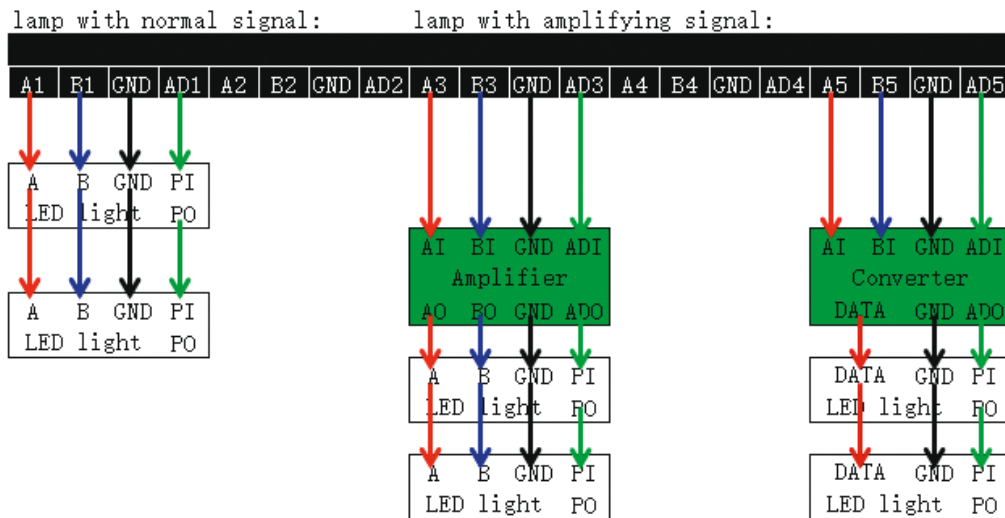 lamp with normal signal: lamp with amplifying signal:
A1 B1 GND AD1 A2 B2 GND AD2 A3 B3 GND AD3 A4 B4 GND AD4 A5 B5 GND AD5
A B GND PI
LED light PO
A B GND PI
LED light PO
AI BI GND ADI
Amplifier
AO BO GND ADO
A B GND PI
LED light PO
A B GND PI
LED light PO
AI BI GND ADI
Converter
DATA GND ADO
DATA GND PI
LED light PO
DATA GND PI
LED light PO